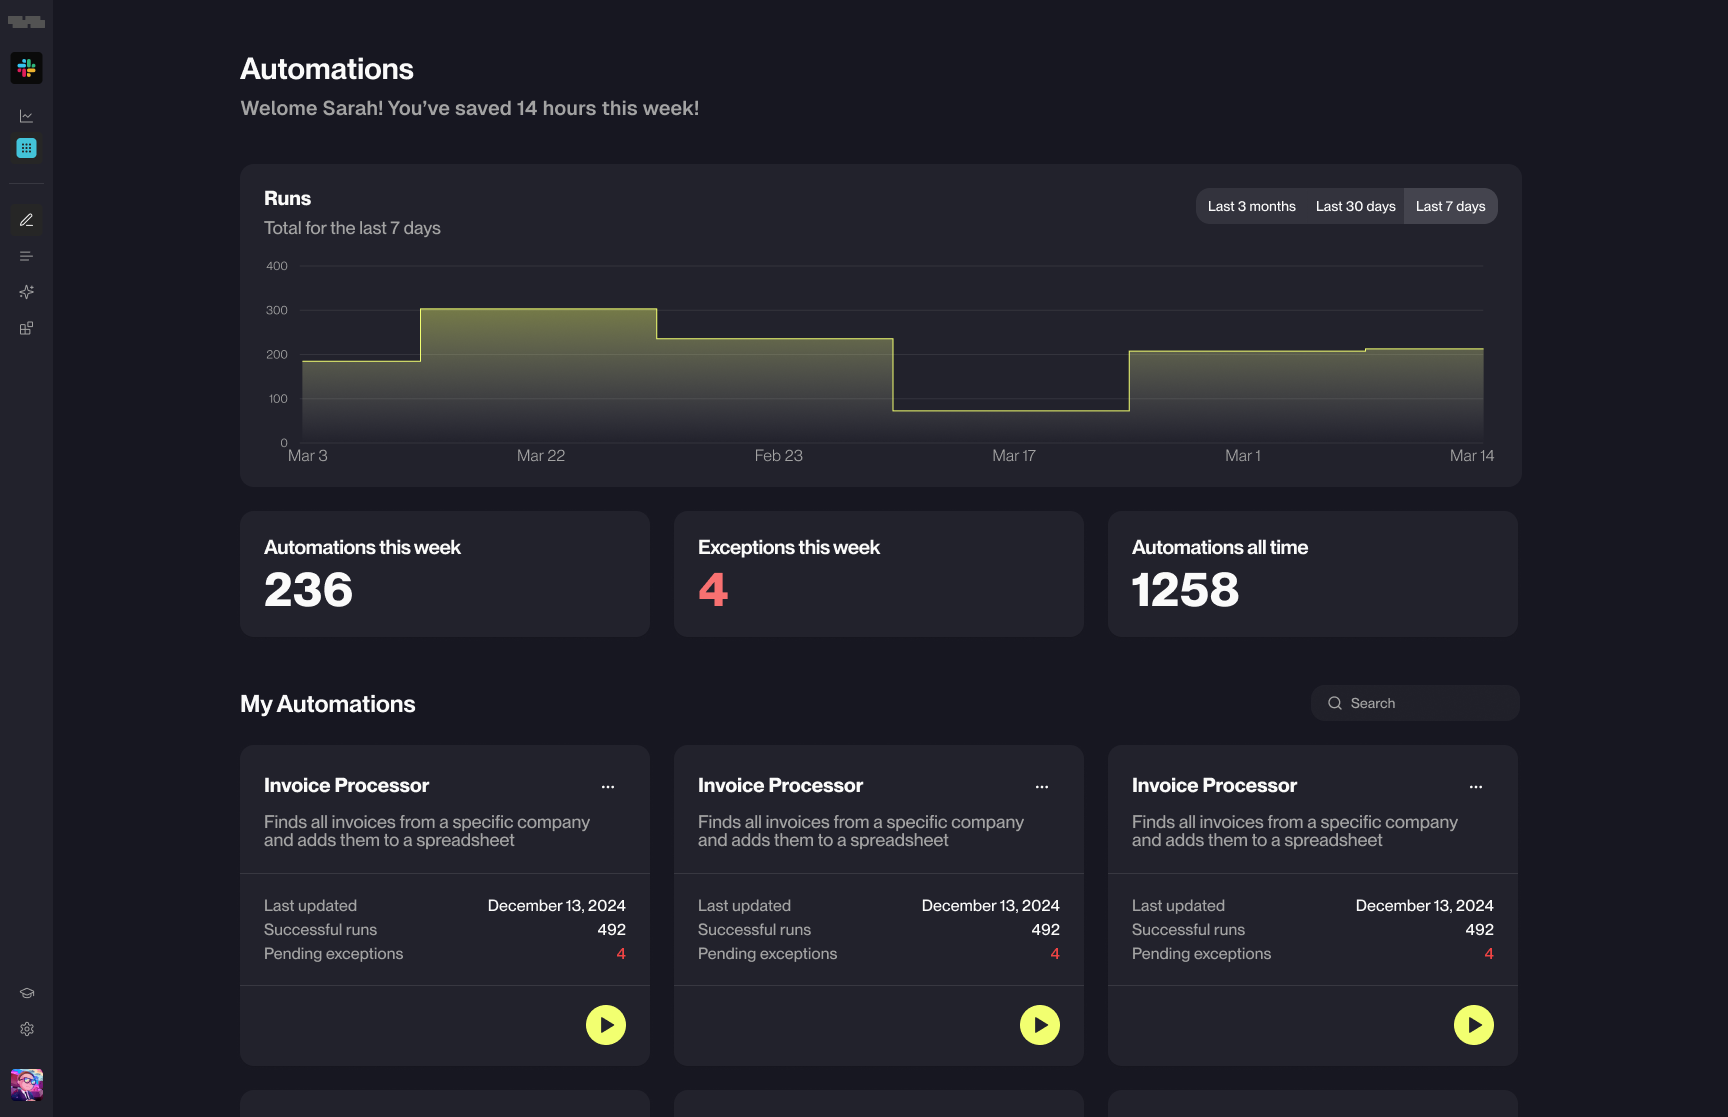 Automations
Welome Sarah! You’ve saved 14 hours this week!
Runs
Total for the last 7 days
Last 3 months
Last 30 days
Last 7 days
400
300
200
100
0
Mar 3
Mar 22
Feb 23
Mar 17
Mar 1
Mar 14
Automations this week
236
Exceptions this week
4
Automations all time
1258
My Automations
Search
Invoice Processor
Finds all invoices from a specific company
and adds them to a spreadsheet
Last updated December 13, 2024
Successful runs 492
Pending exceptions 4
Invoice Processor
Finds all invoices from a specific company
and adds them to a spreadsheet
Last updated December 13, 2024
Successful runs 492
Pending exceptions 4
Invoice Processor
Finds all invoices from a specific company
and adds them to a spreadsheet
Last updated December 13, 2024
Successful runs 492
Pending exceptions 4